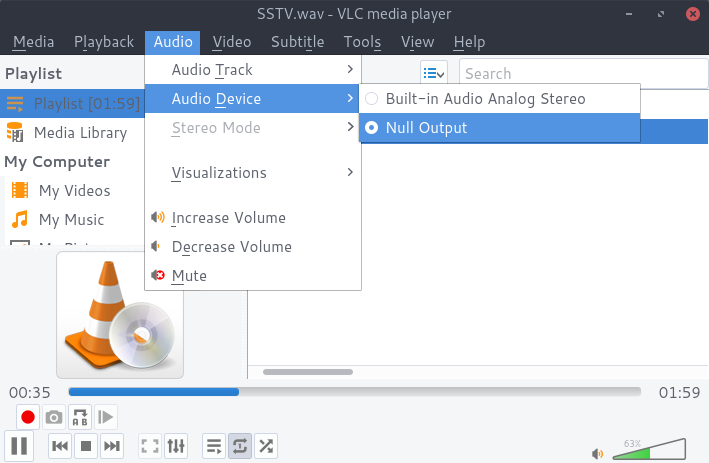 SSTV.wav - VLC media player
Media Playback Audio Video Subtitle Tools View Help
Playlist
Audio Track
Search
Playlist [01:59]
Audio Device
Built-in Audio Analog Stereo
Media Library
Stereo Mode
Null Output
My Computer
My Videos
Visualizations
My Music
Increase Volume
Decrease Volume
Mute
00:35 01:59
A B
63%